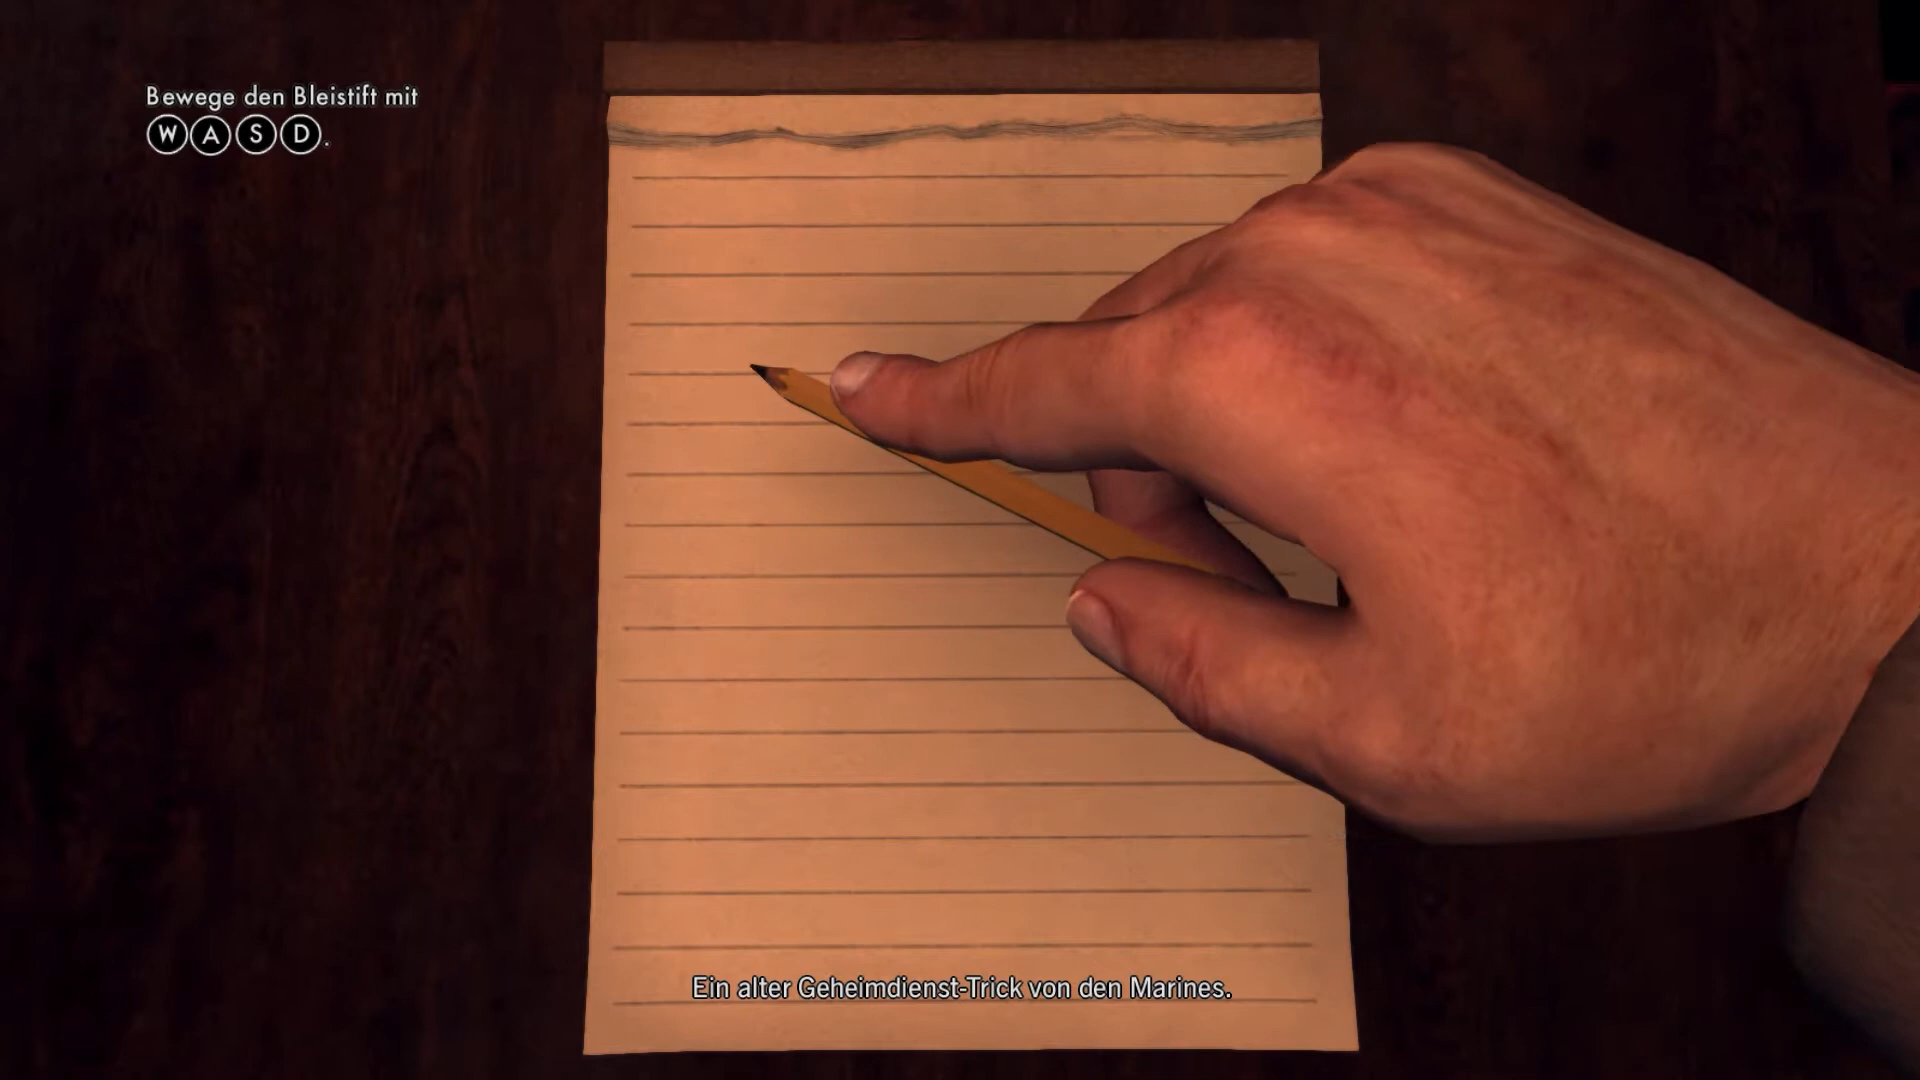 Bewege den Bleistift mit
W A S D .
Ein alter Geheimdienst-Trick von den Marines.